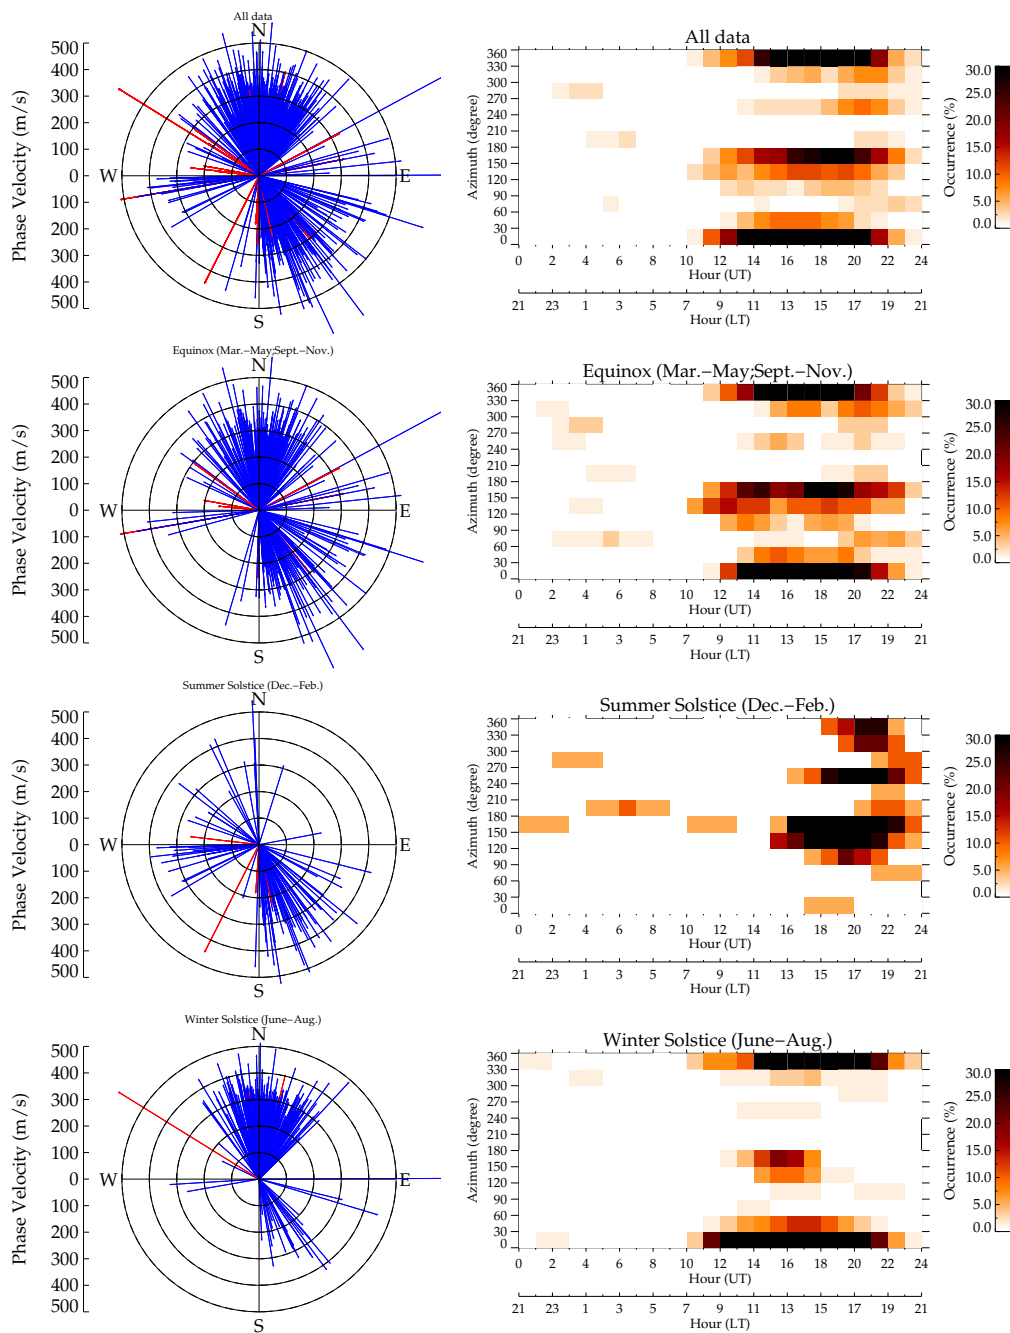 All data
N
500
400
300
200
100
0
100
200
300
400
500
Phase Velocity (m/s)
W
E
S
All data
360
330
300
270
240
210
180
150
120
90
60
30
0
Azimuth (degree)
0 2 4 6 8 10 12 14 16 18 20 22 24
Hour (UT)
21 23 1 3 5 7 9 11 13 15 17 19 21
Hour (LT)
30.0
25.0
20.0
15.0
10.0
5.0
0.0
Occurrence (%)
Equinox (Mar.−May;Sept.−Nov.)
N
500
400
300
200
100
0
100
200
300
400
500
Phase Velocity (m/s)
W
E
S
Equinox (Mar.−May;Sept.−Nov.)
360
330
300
270
240
210
180
150
120
90
60
30
0
Azimuth (degree)
0 2 4 6 8 10 12 14 16 18 20 22 24
Hour (UT)
21 23 1 3 5 7 9 11 13 15 17 19 21
Hour (LT)
30.0
25.0
20.0
15.0
10.0
5.0
0.0
Occurrence (%)
Summer Solstice (Dec.−Feb.)
N
500
400
300
200
100
0
100
200
300
400
500
Phase Velocity (m/s)
W
E
S
Summer Solstice (Dec.−Feb.)
360
330
300
270
240
210
180
150
120
90
60
30
0
Azimuth (degree)
0 2 4 6 8 10 12 14 16 18 20 22 24
Hour (UT)
21 23 1 3 5 7 9 11 13 15 17 19 21
Hour (LT)
30.0
25.0
20.0
15.0
10.0
5.0
0.0
Occurrence (%)
Winter Solstice (June−Aug.)
N
500
400
300
200
100
0
100
200
300
400
500
Phase Velocity (m/s)
W
E
S
Winter Solstice (June−Aug.)
360
330
300
270
240
210
180
150
120
90
60
30
0
Azimuth (degree)
0 2 4 6 8 10 12 14 16 18 20 22 24
Hour (UT)
21 23 1 3 5 7 9 11 13 15 17 19 21
Hour (LT)
30.0
25.0
20.0
15.0
10.0
5.0
0.0
Occurrence (%)